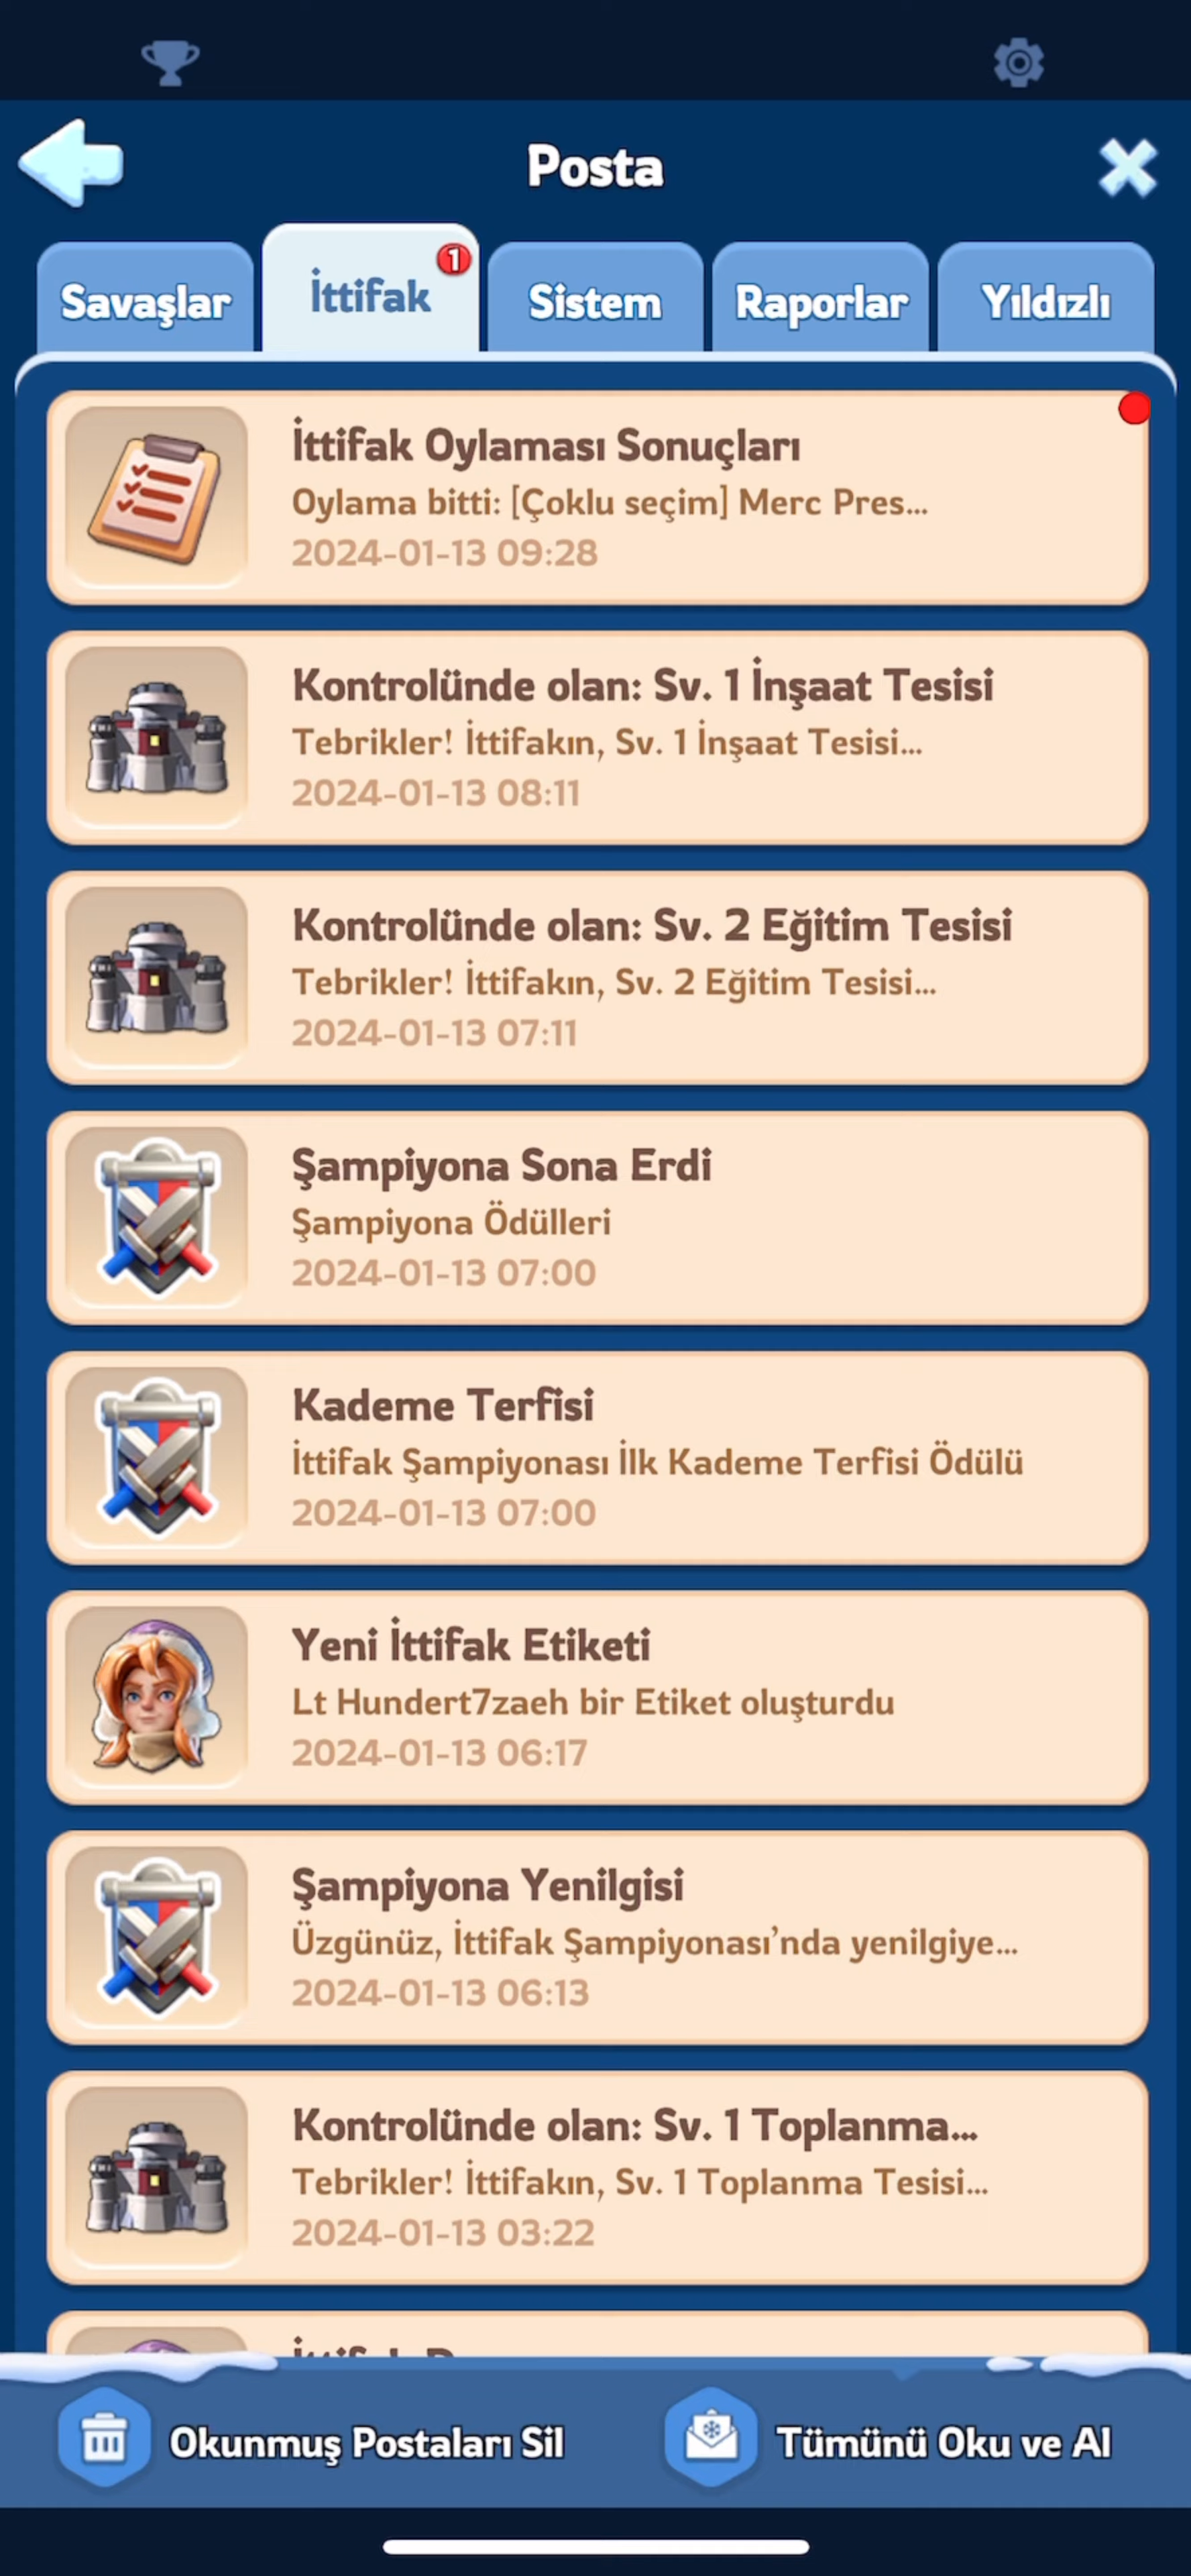 Posta
Savaşlar
İttifak
1
Sistem
Raporlar
Yıldızlı
İttifak Oylaması Sonuçları
Oylama bitti: [Çoklu seçim] Merc Pres...
2024-01-13 09:28
Kontrolünde olan: Sv. 1 İnşaat Tesisi
Tebrikler! İttifakın, Sv. 1 İnşaat Tesisi...
2024-01-13 08:11
Kontrolünde olan: Sv. 2 Eğitim Tesisi
Tebrikler! İttifakın, Sv. 2 Eğitim Tesisi...
2024-01-13 07:11
Şampiyona Sona Erdi
Şampiyona Ödülleri
2024-01-13 07:00
Kademe Terfisi
İttifak Şampiyonası İlk Kademe Terfisi Ödülü
2024-01-13 07:00
Yeni İttifak Etiketi
Lt Hundert7zaeh bir Etiket oluşturdu
2024-01-13 06:17
Şampiyona Yenilgisi
Üzgünüz, İttifak Şampiyonası’nda yenilgiye...
2024-01-13 06:13
Kontrolünde olan: Sv. 1 Toplanma...
Tebrikler! İttifakın, Sv. 1 Toplanma Tesisi...
2024-01-13 03:22
Okunmuş Postaları Sil
Tümünü Oku ve Al